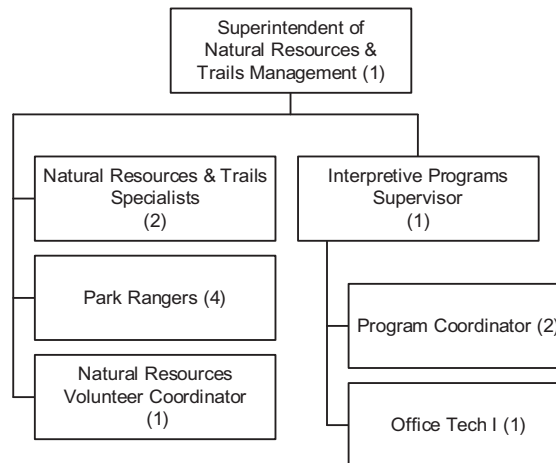 Superintendent of
Natural Resources &
Trails Management (1)
Natural Resources & Trails
Specialists
(2)
Interpretive Programs
Supervisor
(1)
Park Rangers (4)
Program Coordinator (2)
Natural Resources
Volunteer Coordinator
(1)
Office Tech I (1)